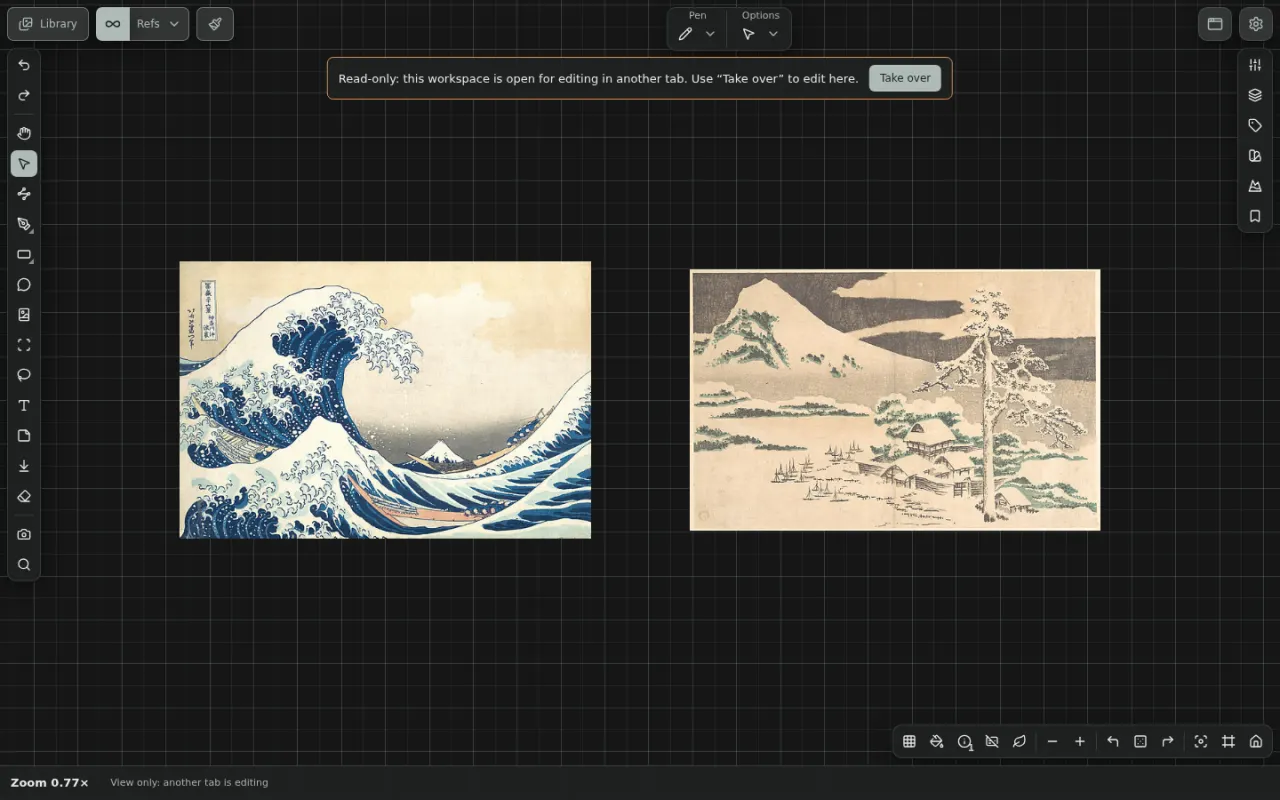 Library
Refs
Pen
Options
Read-only: this workspace is open for editing in another tab. Use “Take over” to edit here.
Take over
Zoom 0.77×
View only: another tab is editing